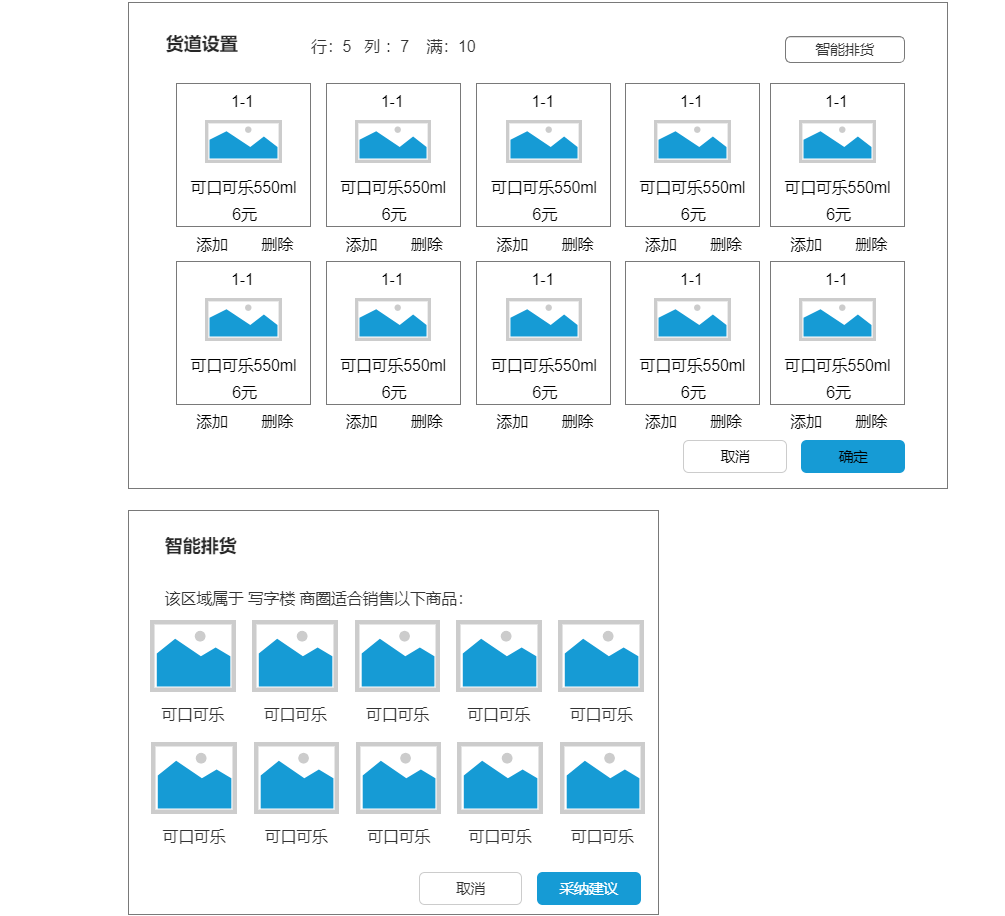 货道设置 行：5 列：7 满：10 智能排货
1-1 1-1 1-1 1-1 1-1
可口可乐550ml 可口可乐550ml 可口可乐550ml 可口可乐550ml 可口可乐550ml
6元 6元 6元 6元 6元
添加 删除 添加 删除 添加 删除 添加 删除 添加 删除
1-1 1-1 1-1 1-1 1-1
可口可乐550ml 可口可乐550ml 可口可乐550ml 可口可乐550ml 可口可乐550ml
6元 6元 6元 6元 6元
添加 删除 添加 删除 添加 删除 添加 删除 添加 删除
取消 确定
智能排货
该区域属于 写字楼 商圈适合销售以下商品：
可口可乐 可口可乐 可口可乐 可口可乐 可口可乐
可口可乐 可口可乐 可口可乐 可口可乐 可口可乐
取消 采纳建议